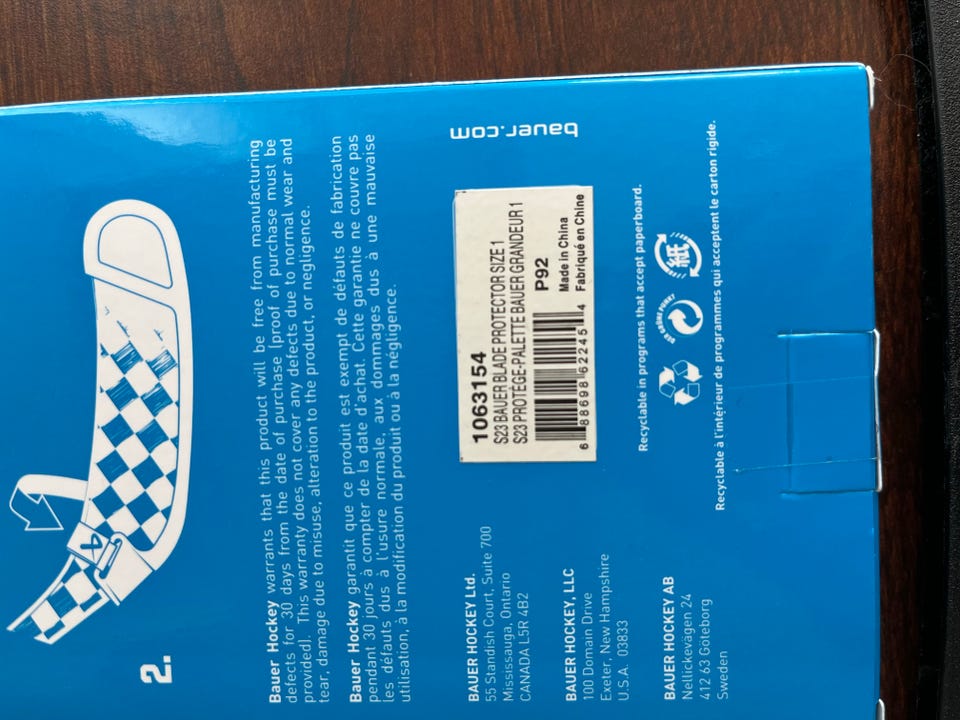 2.
Bauer Hockey warrants that this product will be free from manufacturing
defects for 30 days from the date of purchase (proof of purchase must be
provided). This warranty does not cover any defects due to normal wear and
tear, damage due to misuse, alteration to the product, or negligence.
Bauer Hockey garantit que ce produit est exempt de défauts de fabrication
pendant 30 jours à compter de la date d'achat. Cette garantie ne couvre pas
les défauts dus à l'usure normale, aux dommages dus à une mauvaise
utilisation, à la modification du produit ou à la négligence.
bauer.com
1063154
S23 BAUER BLADE PROTECTOR SIZE 1
S23 PROTÈGE-PALETTE BAUER GRANDEUR 1
P92
Made in China
Fabriqué en Chine
6 88698 62245 4
BAUER HOCKEY Ltd.
55 Standish Court, Suite 700
Mississauga, Ontario
CANADA L5R 4B2
BAUER HOCKEY, LLC
100 Domain Drive
Exeter, New Hampshire
U.S.A. 03833
BAUER HOCKEY AB
Nellickevägen 24
412 63 Göteborg
Sweden
Recyclable in programs that accept paperboard.
DER GRÜNE PUNKT
紙
Recyclable à l'intérieur de programmes qui acceptent le carton rigide.